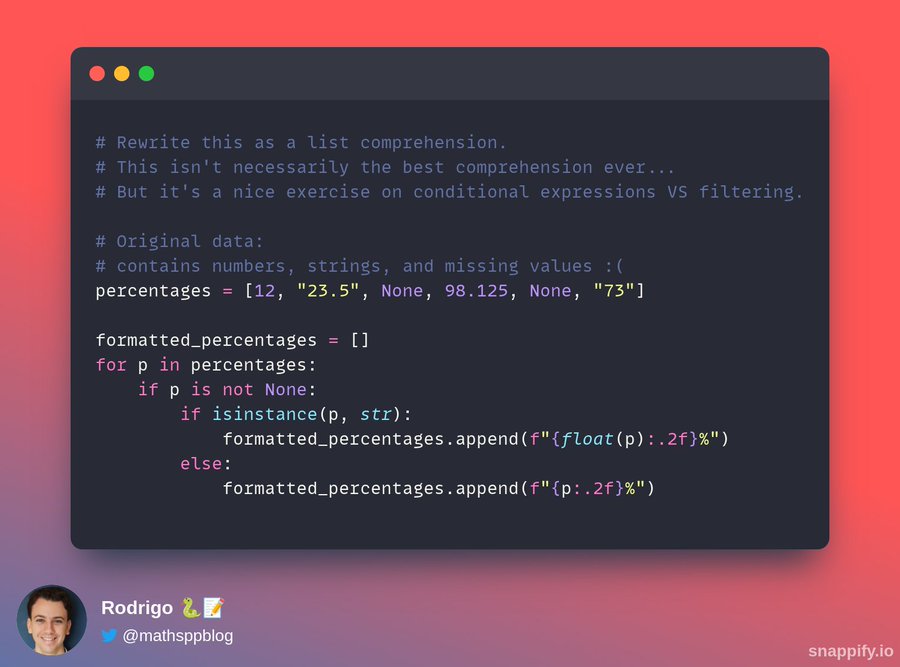 # Rewrite this as a list comprehension.
# This isn't necessarily the best comprehension ever...
# But it's a nice exercise on conditional expressions VS filtering.

# Original data:
# contains numbers, strings, and missing values :(
percentages = [12, "23.5", None, 98.125, None, "73"]

formatted_percentages = []
for p in percentages:
    if p is not None:
        if isinstance(p, str):
            formatted_percentages.append(f"{float(p):.2f}%")
        else:
            formatted_percentages.append(f"{p:.2f}%")
Rodrigo 🐍📝
@mathsppblog
snappify.io